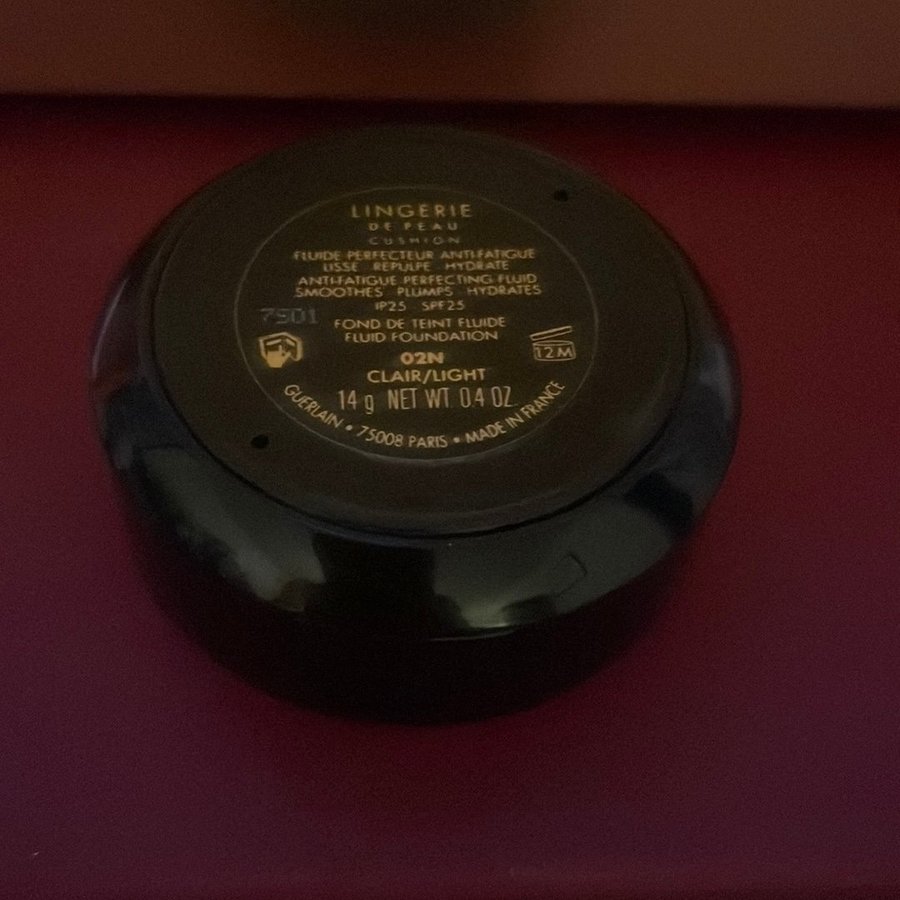 LINGERIE
DE PEAU
CUSHION
FLUIDE PERFECTEUR ANTI-FATIGUE
LISSE REPULPE HYDRATE
ANTI-FATIGUE PERFECTING FLUID
SMOOTHES PLUMPS HYDRATES
IP25 SPF25
7S01
FOND DE TEINT FLUIDE
FLUID FOUNDATION
02N
12M
CLAIR/LIGHT
14 g NET WT 0.4 OZ.
GUERLAIN • 75008 PARIS • MADE IN FRANCE